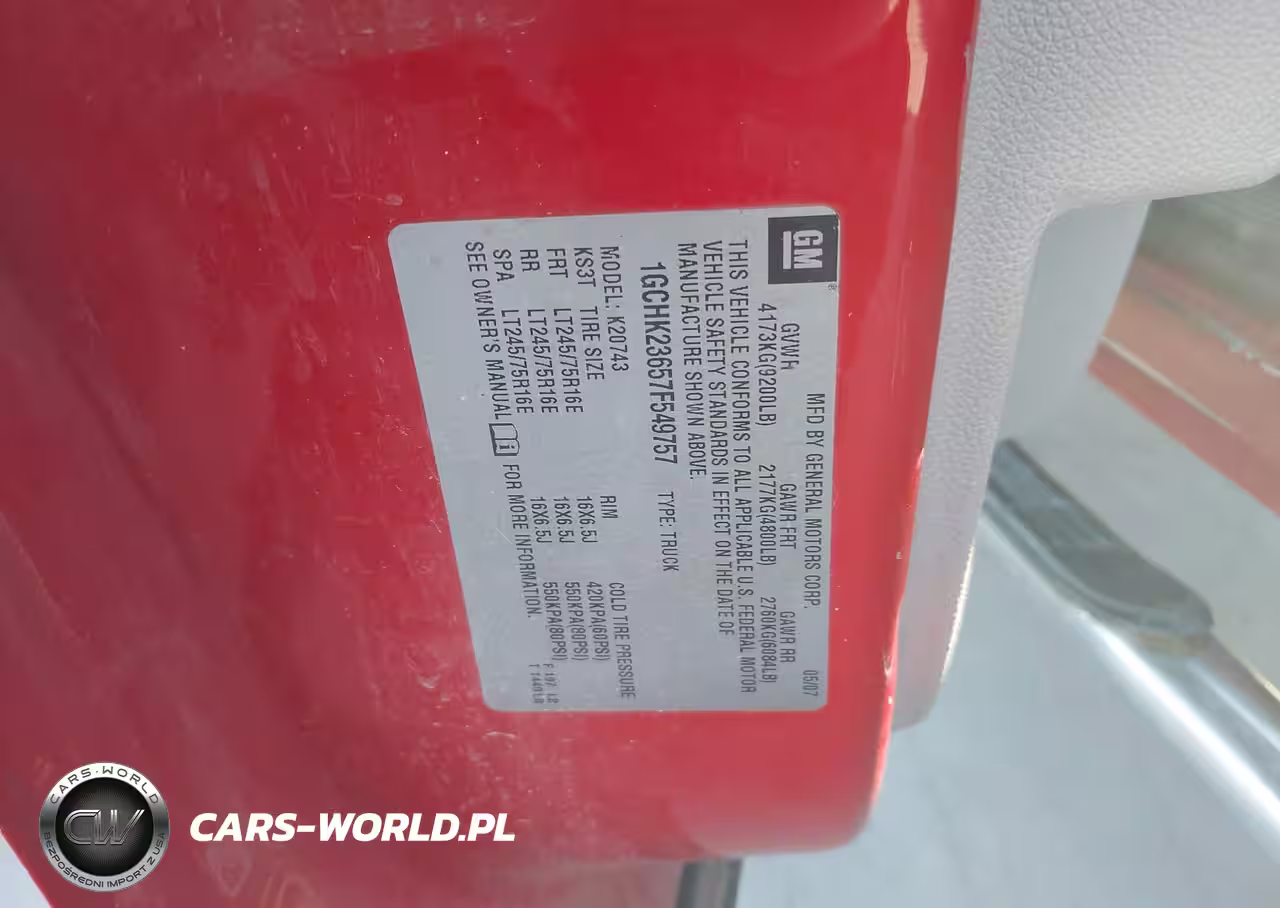 GM
MFD BY GENERAL MOTORS CORP. 05/07
GVWR GAWR FRT GAWR RR
4173KG(9200LB) 2177KG(4800LB) 2760KG(6084LB)
THIS VEHICLE CONFORMS TO ALL APPLICABLE U.S. FEDERAL MOTOR
VEHICLE SAFETY STANDARDS IN EFFECT ON THE DATE OF
MANUFACTURE SHOWN ABOVE.
1GCHK23657F549757 TYPE: TRUCK
MODEL: K20743 RIM COLD TIRE PRESSURE
KS3T TIRE SIZE
FRT LT245/75R16E 16X6.5J 420KPA(60PSI)
RR LT245/75R16E 16X6.5J 550KPA(80PSI)
SPA LT245/75R16E 16X6.5J 550KPA(80PSI)
SEE OWNER'S MANUAL FOR MORE INFORMATION.
CARS-WORLD
CW
BEZPOŚREDNI IMPORT Z USA
CARS-WORLD.PL